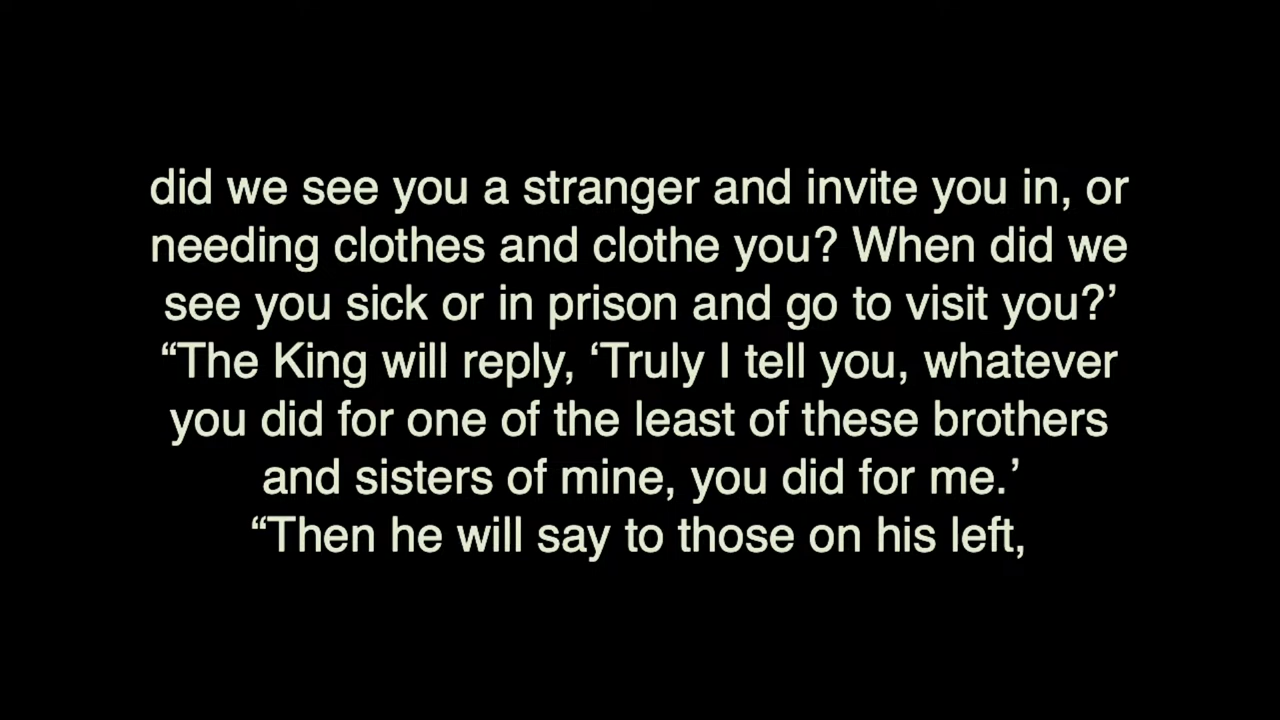 did we see you a stranger and invite you in, or
needing clothes and clothe you? When did we
see you sick or in prison and go to visit you?’
“The King will reply, ‘Truly I tell you, whatever
you did for one of the least of these brothers
and sisters of mine, you did for me.’
“Then he will say to those on his left,